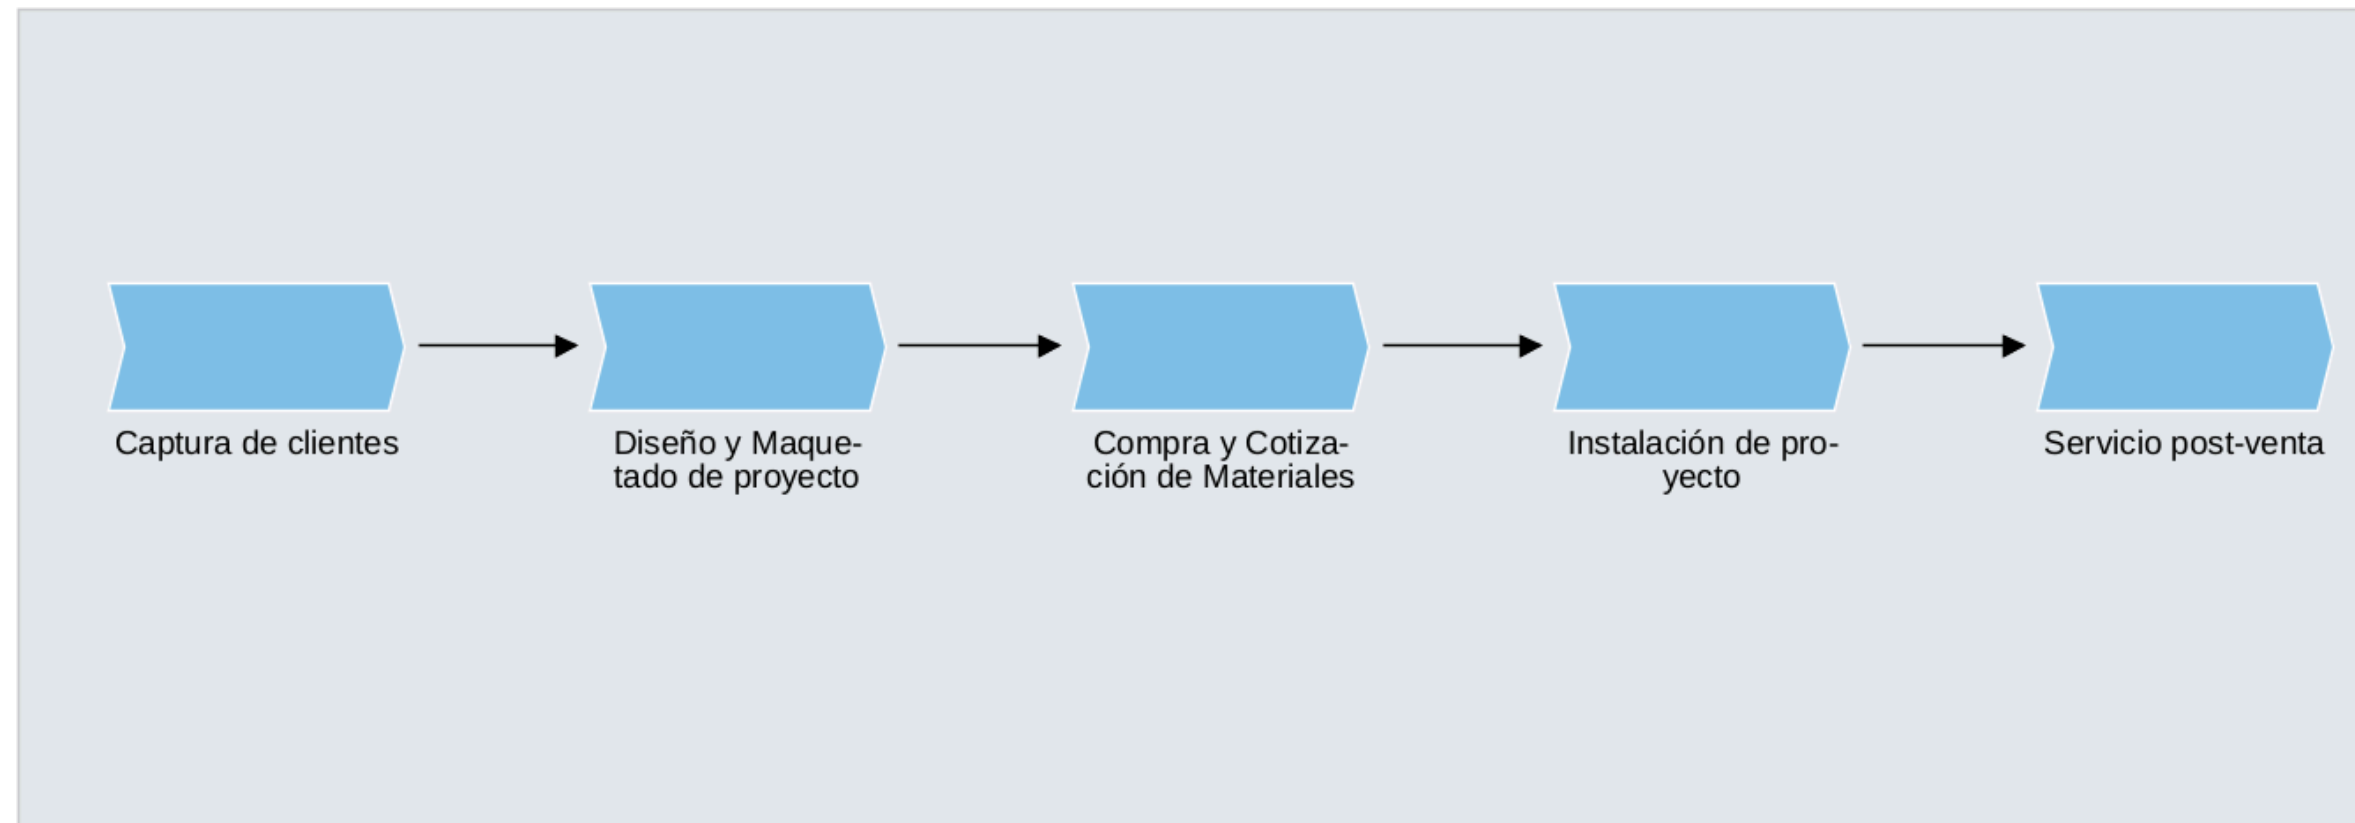 Captura de clientes
Diseño y Maque-
tado de proyecto
Compra y Cotiza-
ción de Materiales
Instalación de pro-
yecto
Servicio post-venta